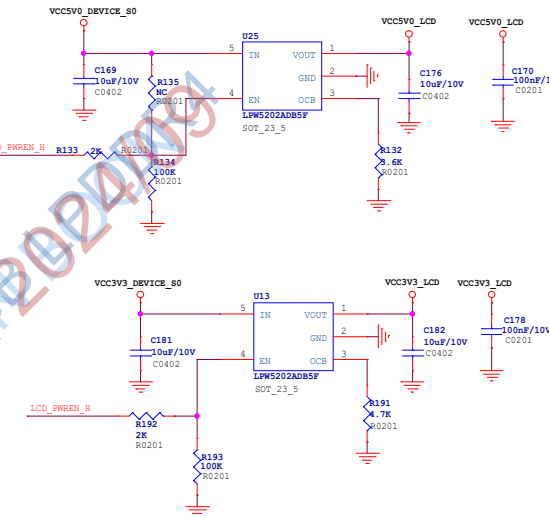 VCC5V0_DEVICE_S0
VCC5V0_LCD
VCC5V0_LCD
U25
5 IN VOUT 1
GND 2
4 EN OCB 3
LPW5202ADB5F
SOT_23_5
C169
10uF/10V
C0402
R135
NC
R0201
C176
10uF/10V
C0402
C170
100nF/1
C0201
_PWREN_H R133 2K R0201
R134
100K
R0201
R132
3.6K
R0201
2024/09
VCC3V3_DEVICE_S0
VCC3V3_LCD
VCC3V3_LCD
U13
5 IN VOUT 1
GND 2
4 EN OCB 3
LPW5202ADB5F
SOT_23_5
C181
10uF/10V
C0402
C182
10uF/10V
C0402
C178
100nF/10V
C0201
LCD_PWREN_H
R192
2K
R0201
R191
4.7K
R0201
R193
100K
R0201